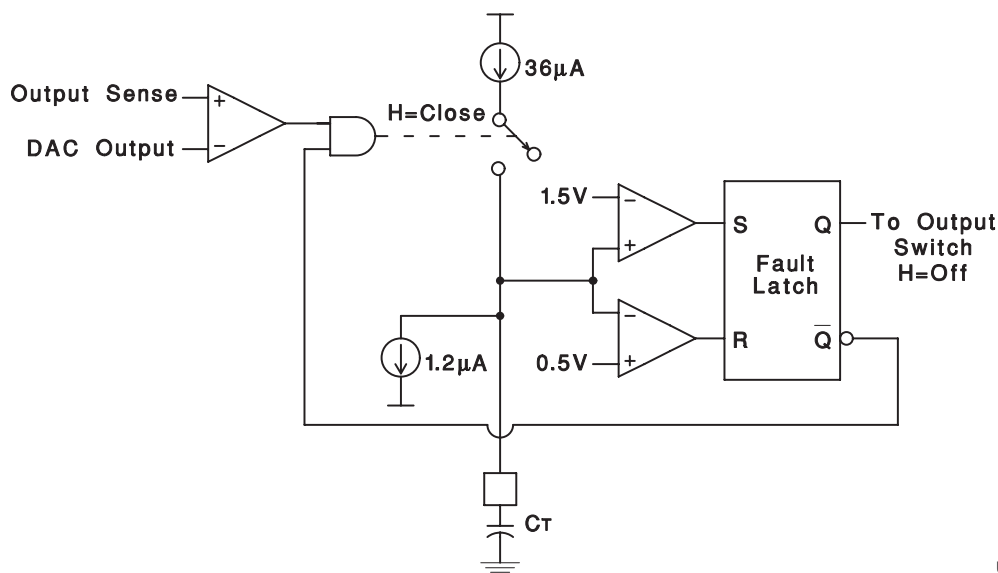 36μA
Output Sense
+
H=Close
DAC Output
−
1.5V
−
S
Q
To Output
Switch
H=Off
+
Fault
Latch
−
R
Q̅
1.2μA
0.5V
+
CT